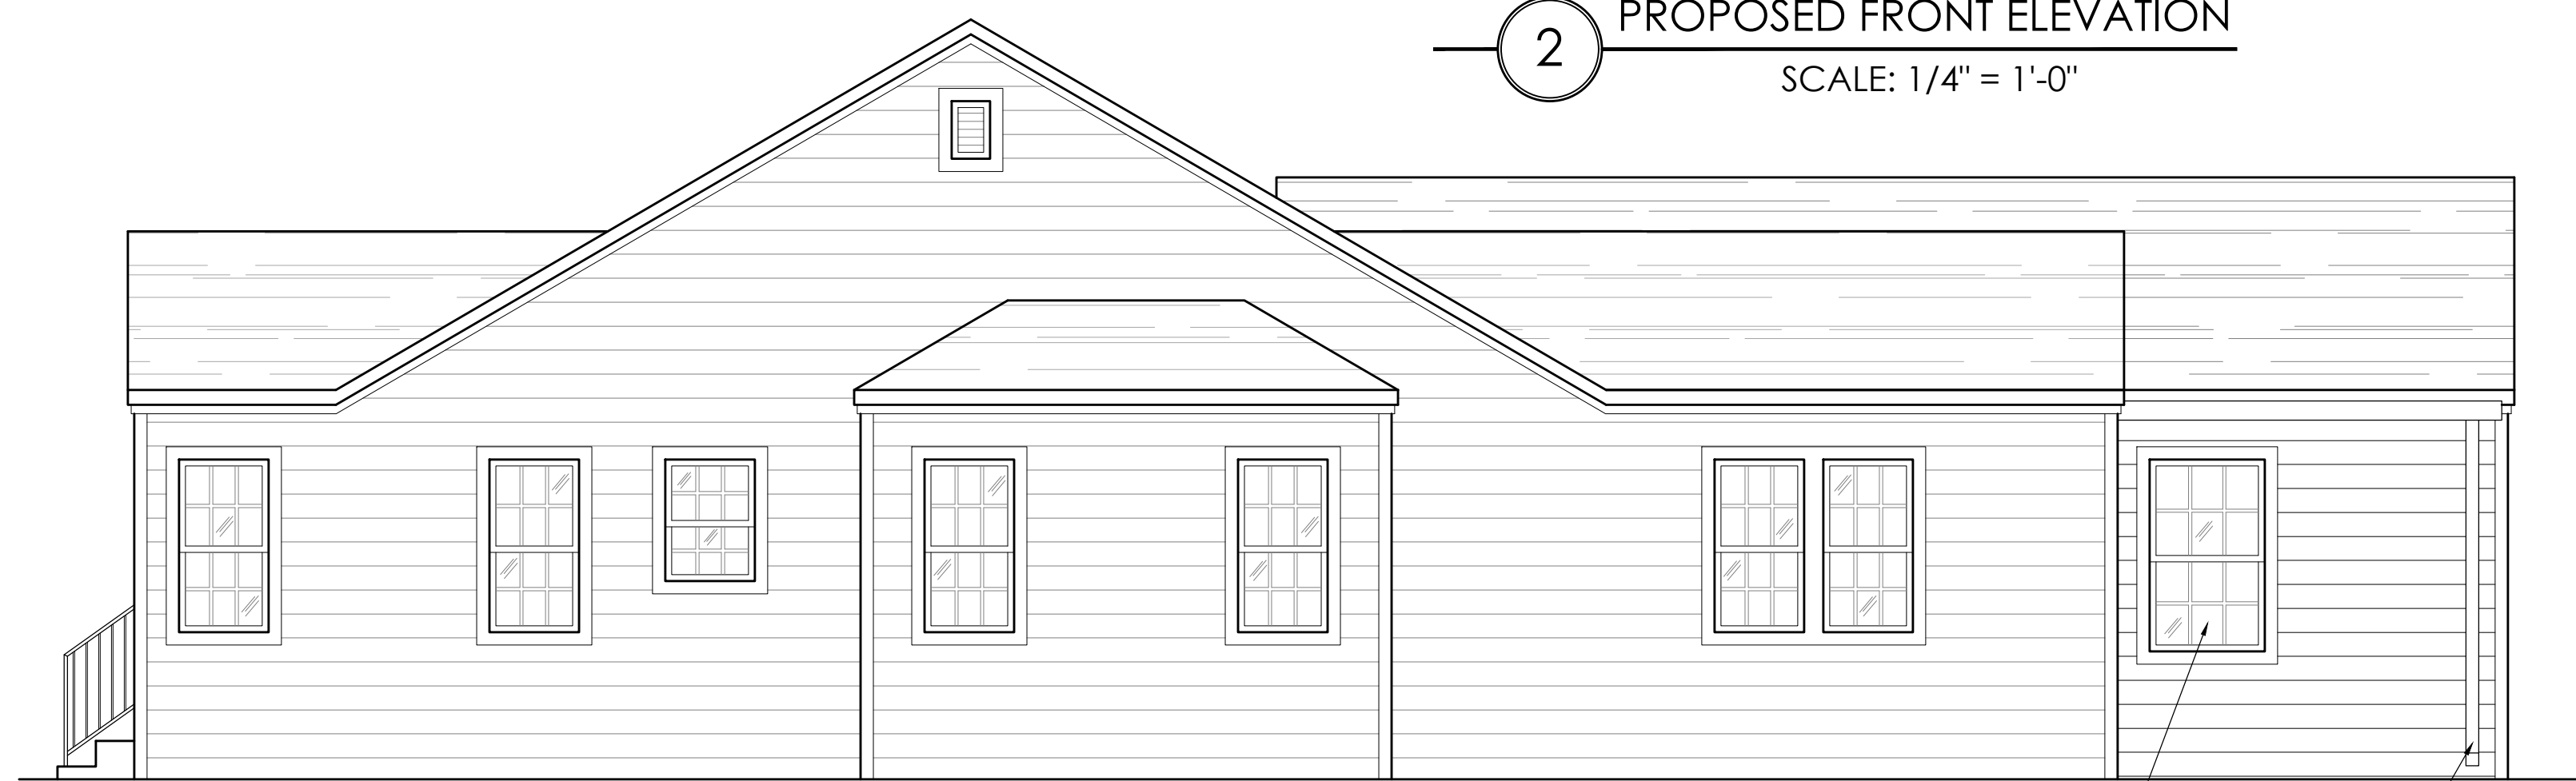 PROPOSED FRONT ELEVATION
2
SCALE: 1/4" = 1'-0"